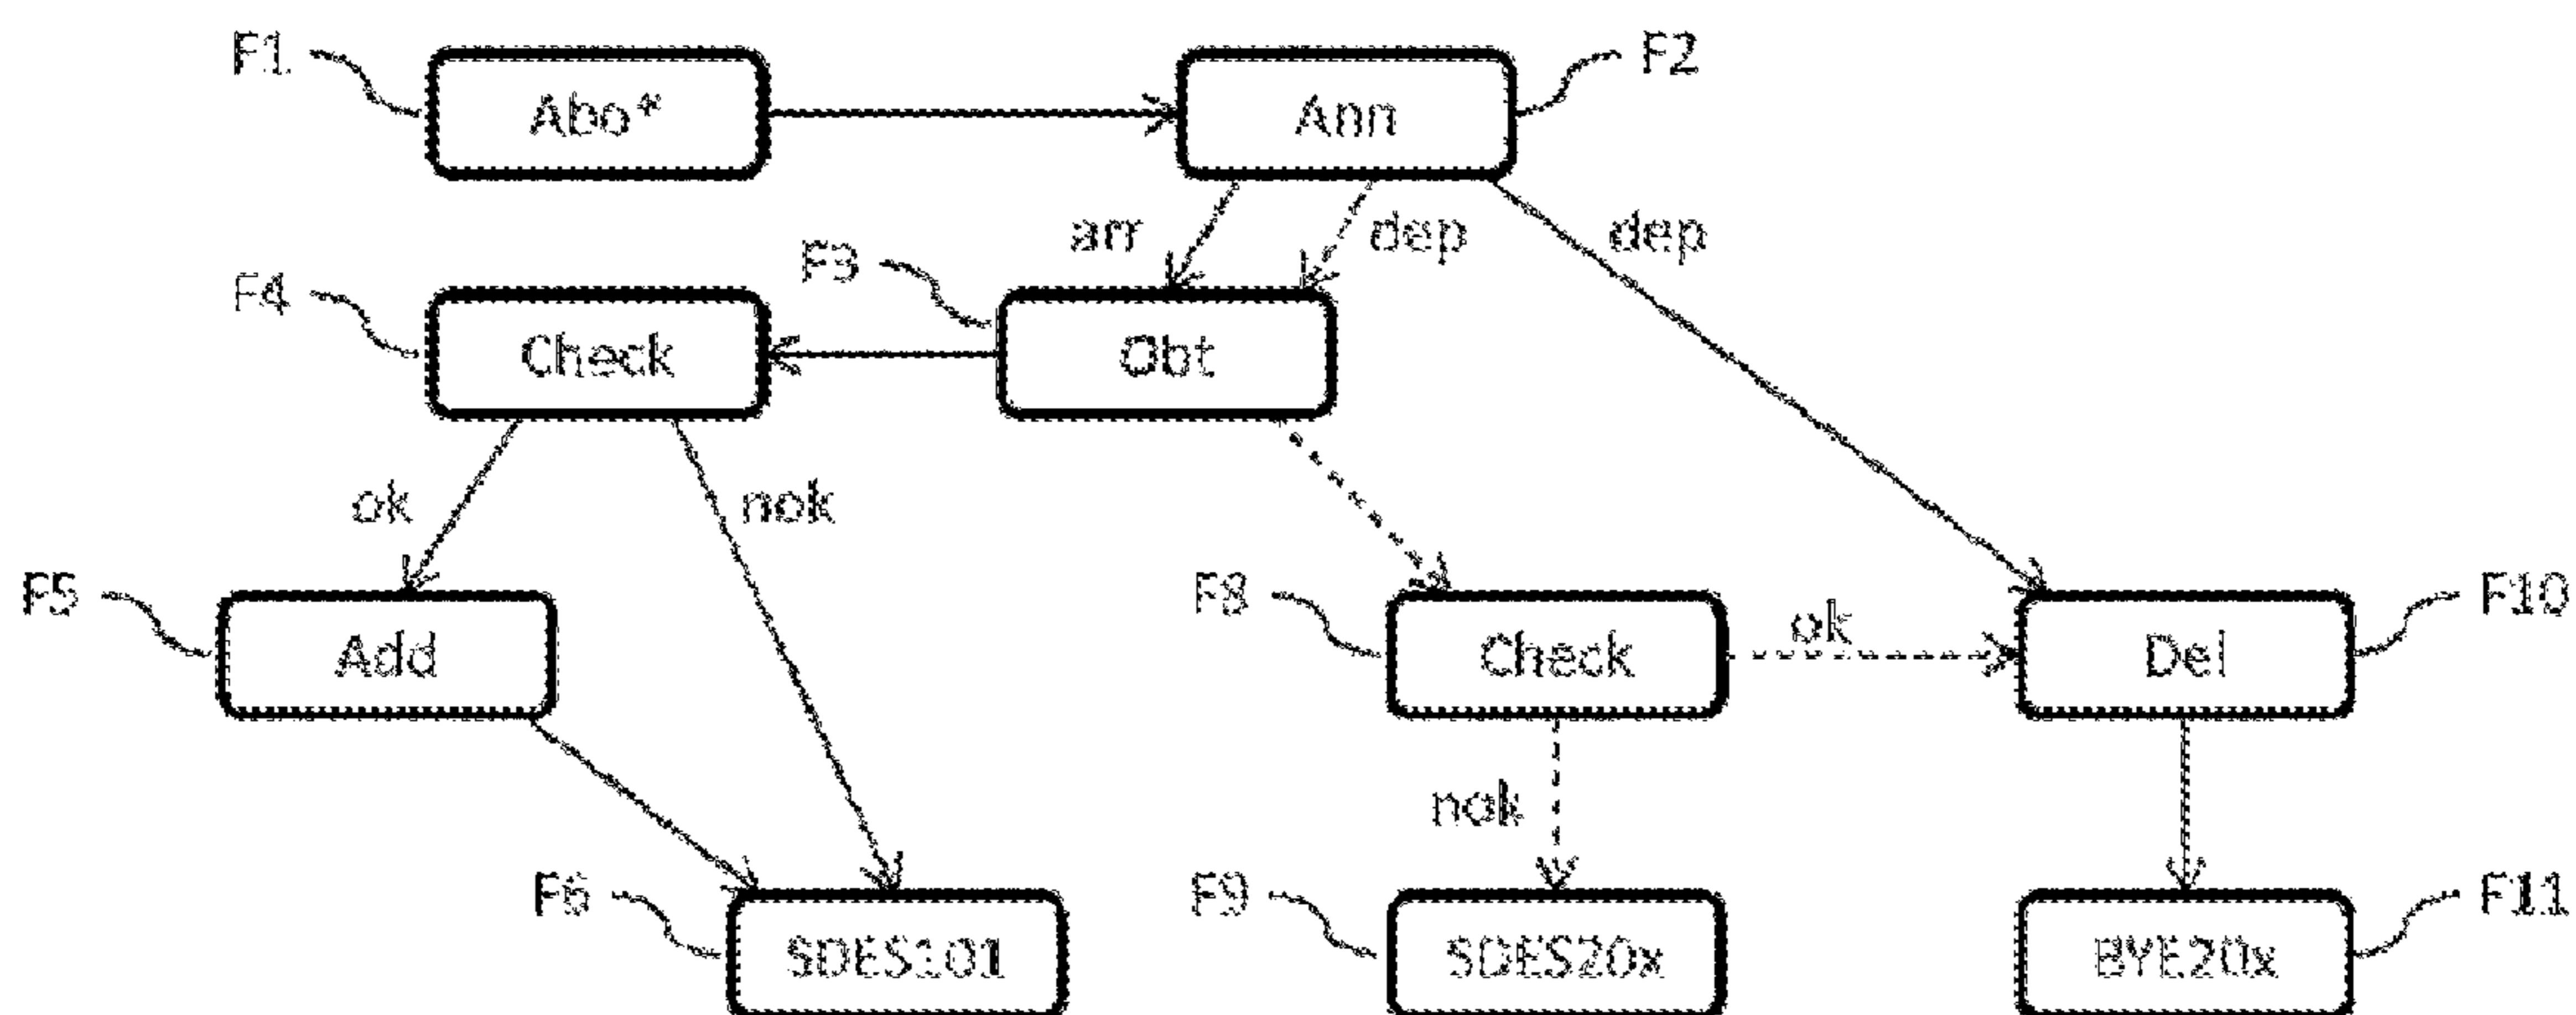 F1
Abo*
Ann
F2
arr
dep
dep
F3
F4
Check
Obt
ok
nok
F5
Add
F8
Check
ok
Del
F10
nok
F6
SDES101
F9
SDES20x
BYE20x
F11